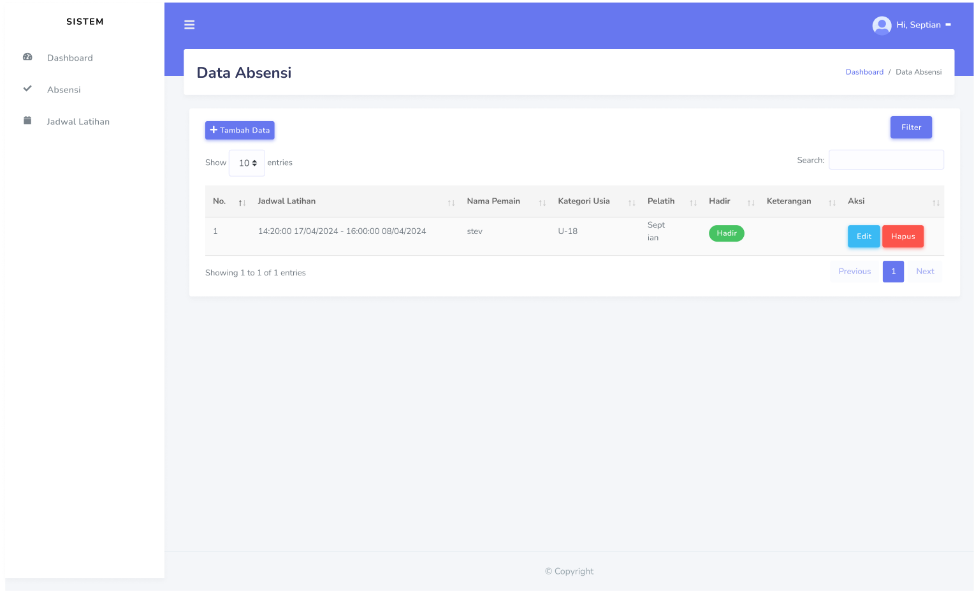 SISTEM
Dashboard
Absensi
Jadwal Latihan
Hi, Septian
Data Absensi
Dashboard / Data Absensi
+ Tambah Data
Filter
Show 10 entries
Search:
No. Jadwal Latihan Nama Pemain Kategori Usia Pelatih Hadir Keterangan Aksi
1 14:20:00 17/04/2024 - 16:00:00 08/04/2024 stev U-18 Sept Hadir Edit Hapus
ian
Showing 1 to 1 of 1 entries
Previous 1 Next
© Copyright